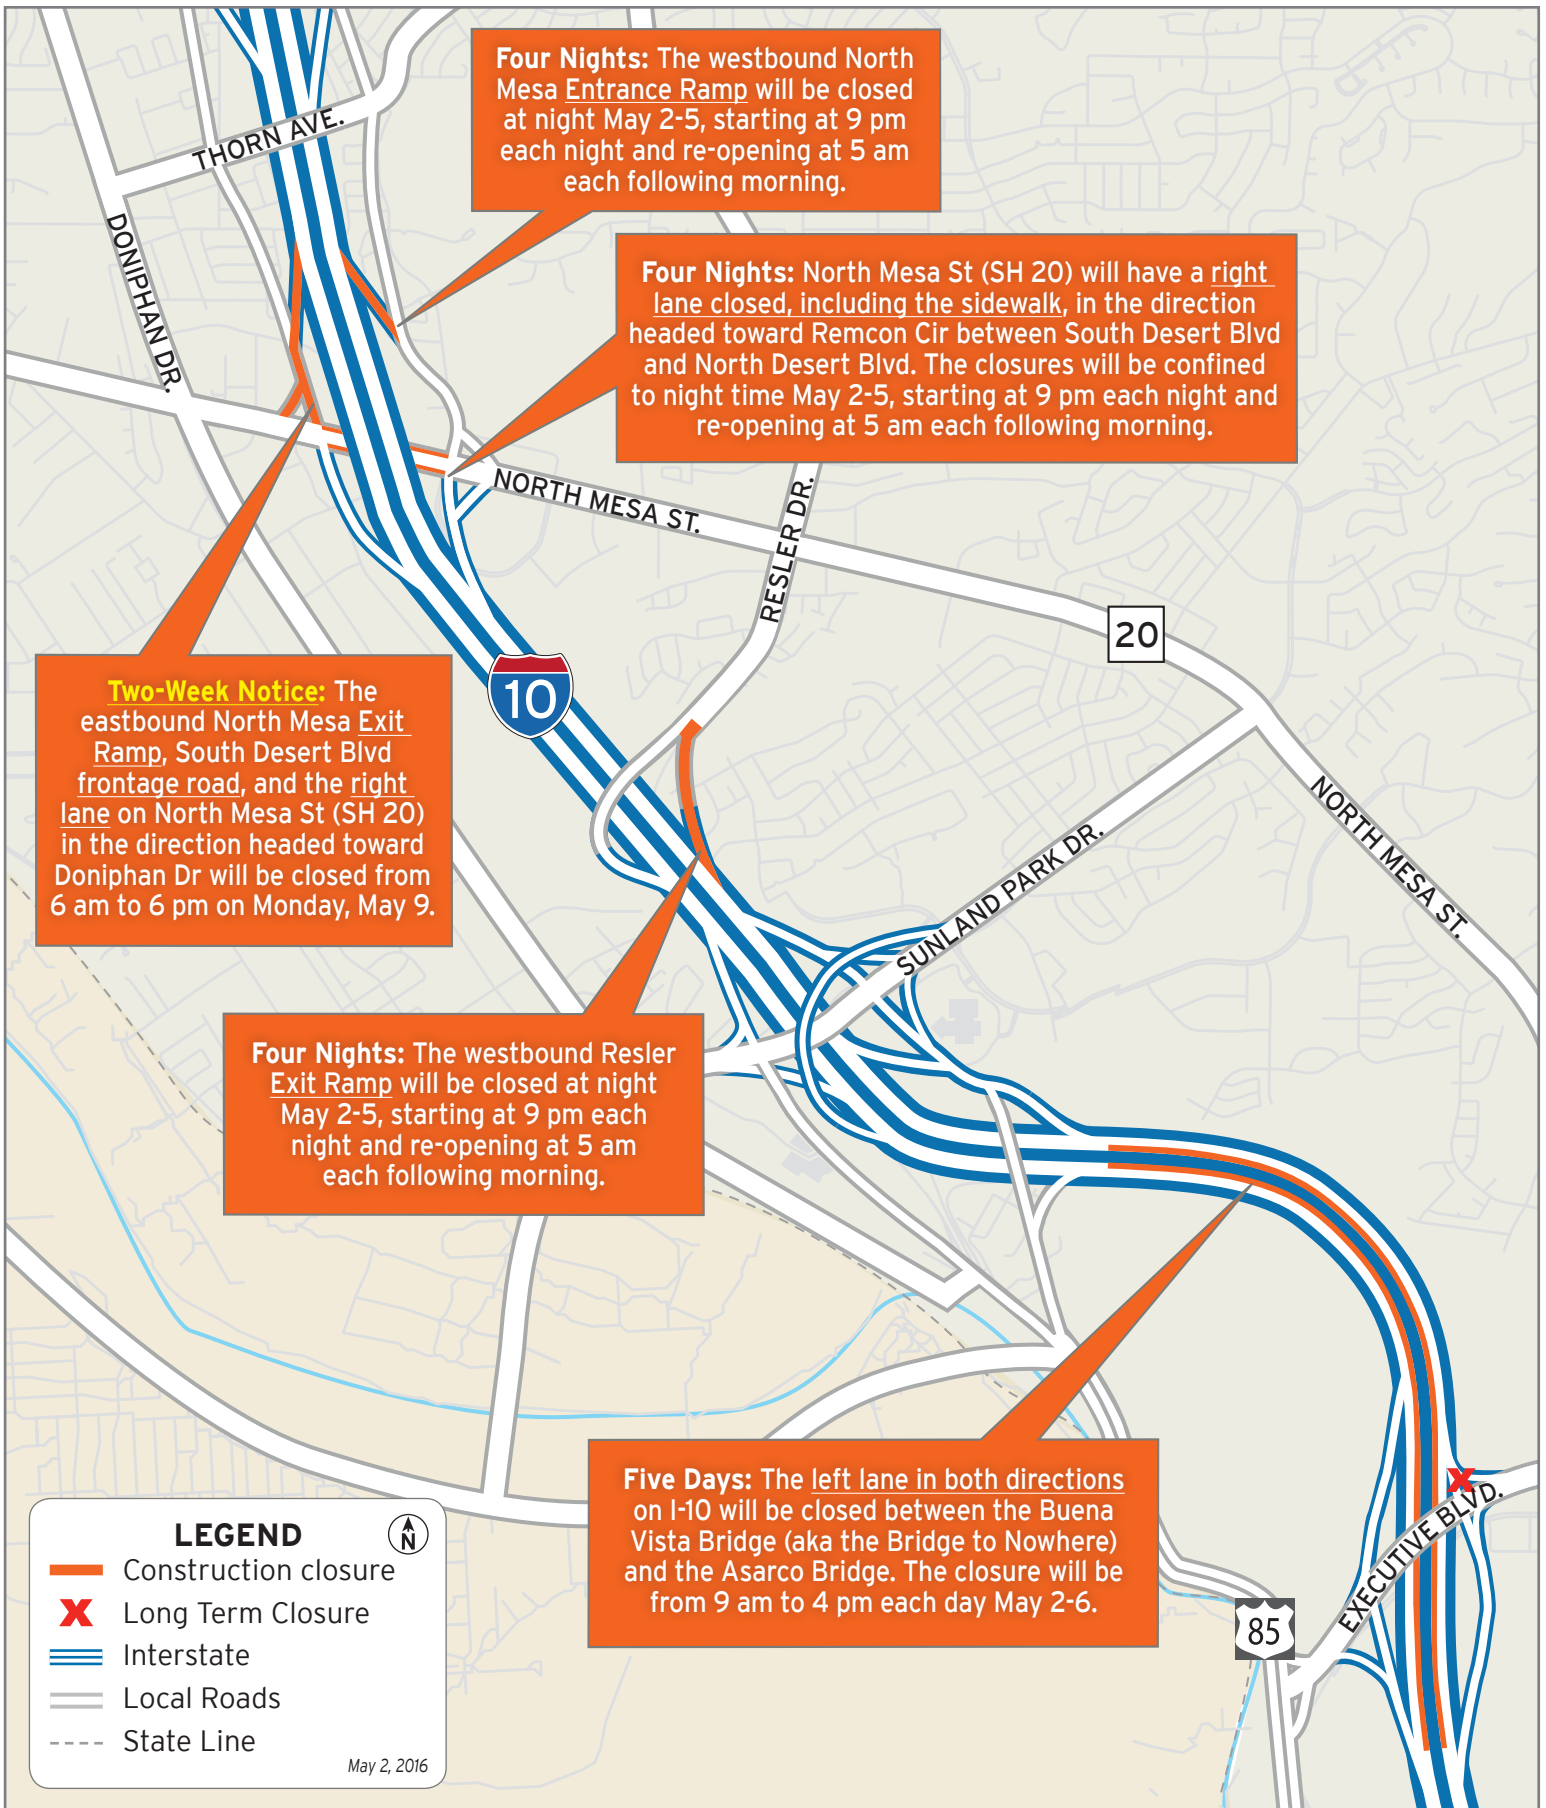 Four Nights: The westbound North
Mesa Entrance Ramp will be closed
at night May 2-5, starting at 9 pm
each night and re-opening at 5 am
each following morning.
THORN AVE.
DONIPHAN DR.
Four Nights: North Mesa St (SH 20) will have a right
lane closed, including the sidewalk, in the direction
headed toward Remcon Cir between South Desert Blvd
and North Desert Blvd. The closures will be confined
to night time May 2-5, starting at 9 pm each night and
re-opening at 5 am each following morning.
NORTH MESA ST.
RESLER DR.
20
10
Two-Week Notice: The
eastbound North Mesa Exit
Ramp, South Desert Blvd
frontage road, and the right
lane on North Mesa St (SH 20)
in the direction headed toward
Doniphan Dr will be closed from
6 am to 6 pm on Monday, May 9.
NORTH MESA ST.
SUNLAND PARK DR.
Four Nights: The westbound Resler
Exit Ramp will be closed at night
May 2-5, starting at 9 pm each
night and re-opening at 5 am
each following morning.
Five Days: The left lane in both directions
on I-10 will be closed between the Buena
Vista Bridge (aka the Bridge to Nowhere)
and the Asarco Bridge. The closure will be
from 9 am to 4 pm each day May 2-6.
EXECUTIVE BLVD.
85
LEGEND
N
Construction closure
X Long Term Closure
Interstate
Local Roads
State Line
May 2, 2016